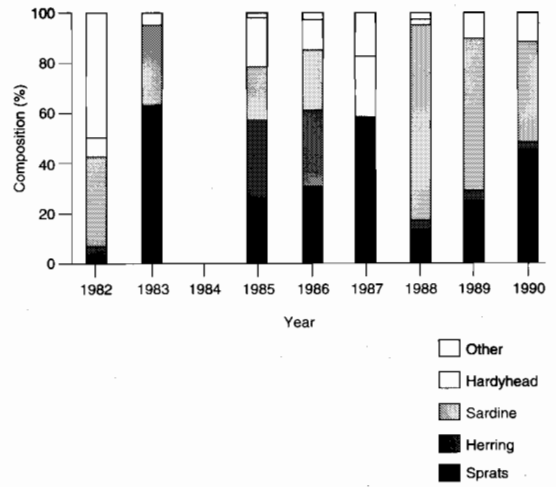 100
80
60
40
20
0
Composition (%)
1982 1983 1984 1985 1986 1987 1988 1989 1990
Year
Other
Hardyhead
Sardine
Herring
Sprats